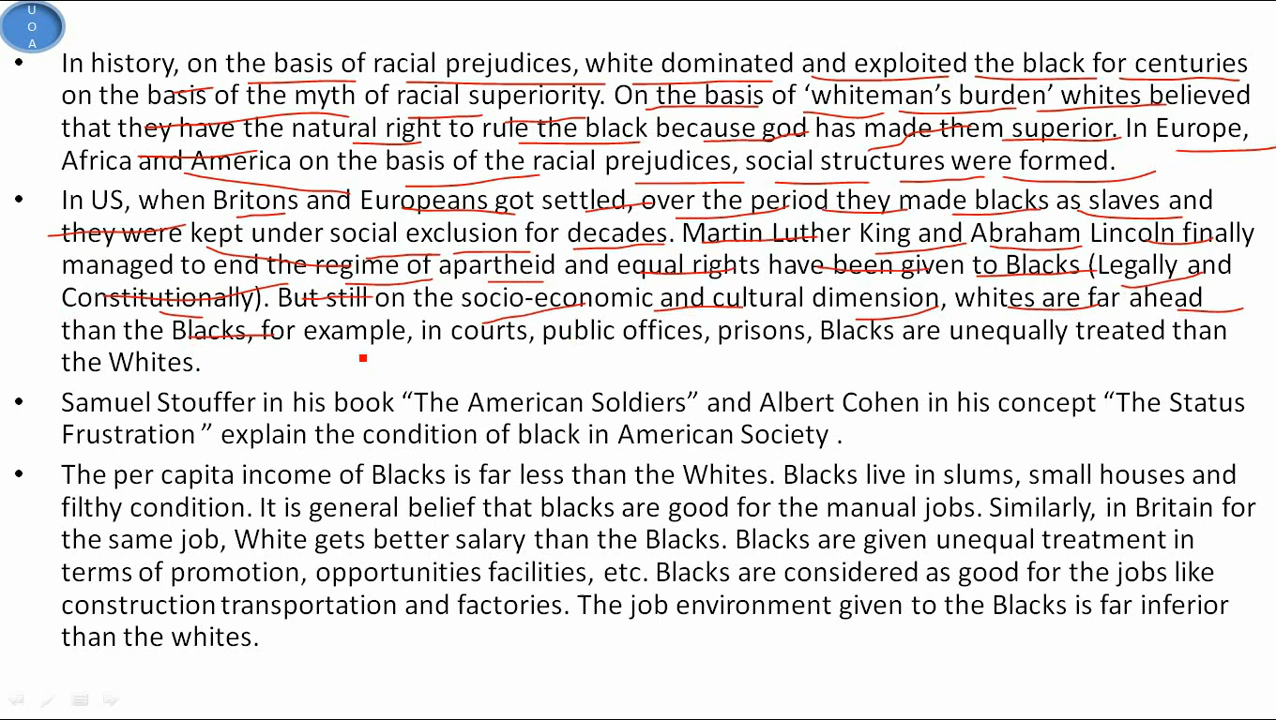 U
O
A
• In history, on the basis of racial prejudices, white dominated and exploited the black for centuries
on the basis of the myth of racial superiority. On the basis of ‘whiteman’s burden’ whites believed
that they have the natural right to rule the black because god has made them superior. In Europe,
Africa and America on the basis of the racial prejudices, social structures were formed.
• In US, when Britons and Europeans got settled, over the period they made blacks as slaves and
they were kept under social exclusion for decades. Martin Luther King and Abraham Lincoln finally
managed to end the regime of apartheid and equal rights have been given to Blacks (Legally and
Constitutionally). But still on the socio-economic and cultural dimension, whites are far ahead
than the Blacks, for example, in courts, public offices, prisons, Blacks are unequally treated than
the Whites.
• Samuel Stouffer in his book “The American Soldiers” and Albert Cohen in his concept “The Status
Frustration ” explain the condition of black in American Society .
• The per capita income of Blacks is far less than the Whites. Blacks live in slums, small houses and
filthy condition. It is general belief that blacks are good for the manual jobs. Similarly, in Britain for
the same job, White gets better salary than the Blacks. Blacks are given unequal treatment in
terms of promotion, opportunities facilities, etc. Blacks are considered as good for the jobs like
construction transportation and factories. The job environment given to the Blacks is far inferior
than the whites.